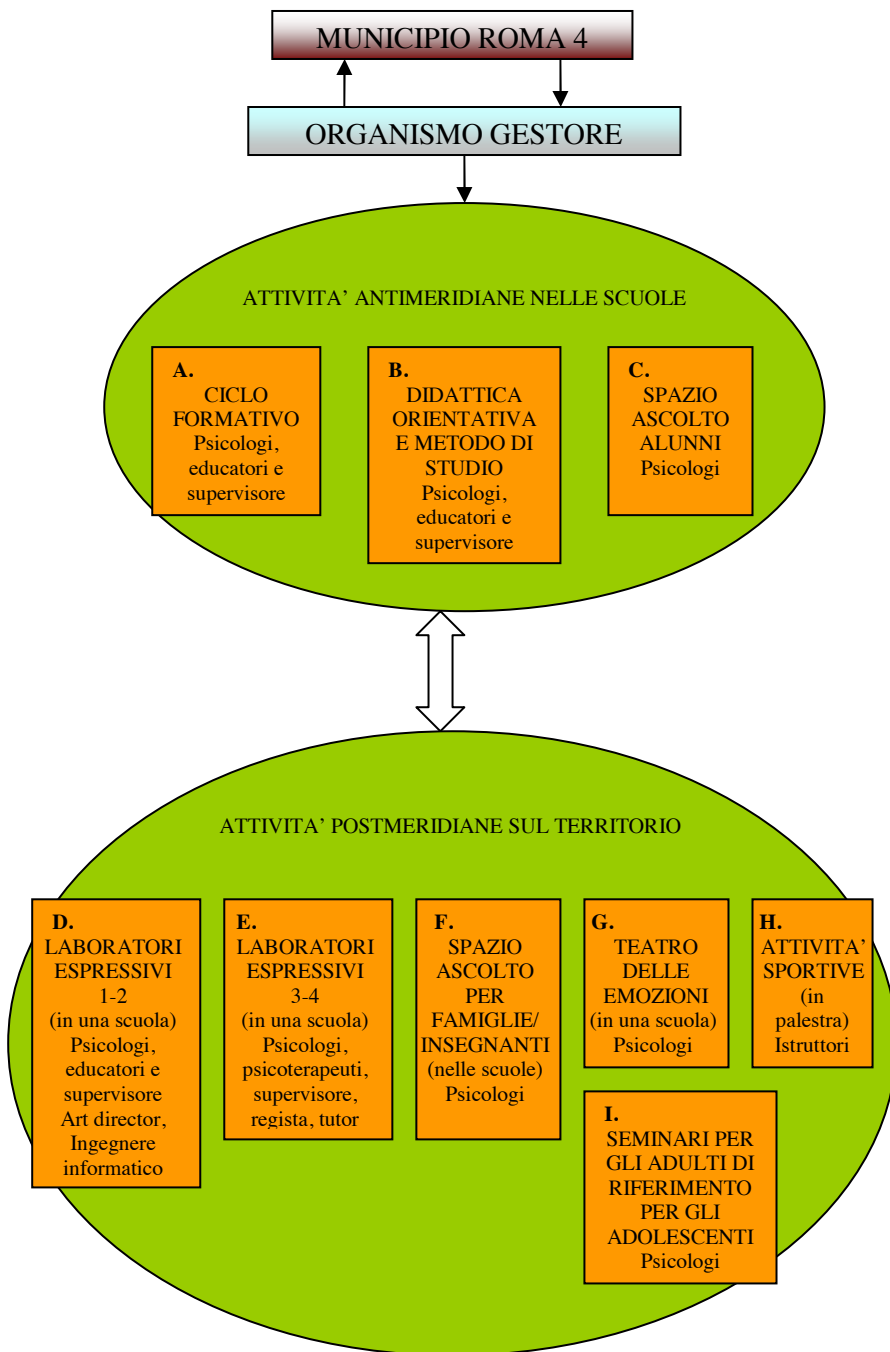 MUNICIPIO ROMA 4
ORGANISMO GESTORE
ATTIVITA’ ANTIMERIDIANE NELLE SCUOLE
A.
CICLO
FORMATIVO
Psicologi,
educatori e
supervisore
B.
DIDATTICA
ORIENTATIVA
E METODO DI
STUDIO
Psicologi,
educatori e
supervisore
C.
SPAZIO
ASCOLTO
ALUNNI
Psicologi
ATTIVITA’ POSTMERIDIANE SUL TERRITORIO
D.
LABORATORI
ESPRESSIVI
1-2
(in una scuola)
Psicologi,
educatori e
supervisore
Art director,
Ingegnere
informatico
E.
LABORATORI
ESPRESSIVI
3-4
(in una scuola)
Psicologi,
psicoterapeuti,
supervisore,
regista, tutor
F.
SPAZIO
ASCOLTO
PER
FAMIGLIE/
INSEGNANTI
(nelle scuole)
Psicologi
G.
TEATRO
DELLE
EMOZIONI
(in una scuola)
Psicologi
H.
ATTIVITA’
SPORTIVE
(in
palestra)
Istruttori
I.
SEMINARI PER
GLI ADULTI DI
RIFERIMENTO
PER GLI
ADOLESCENTI
Psicologi